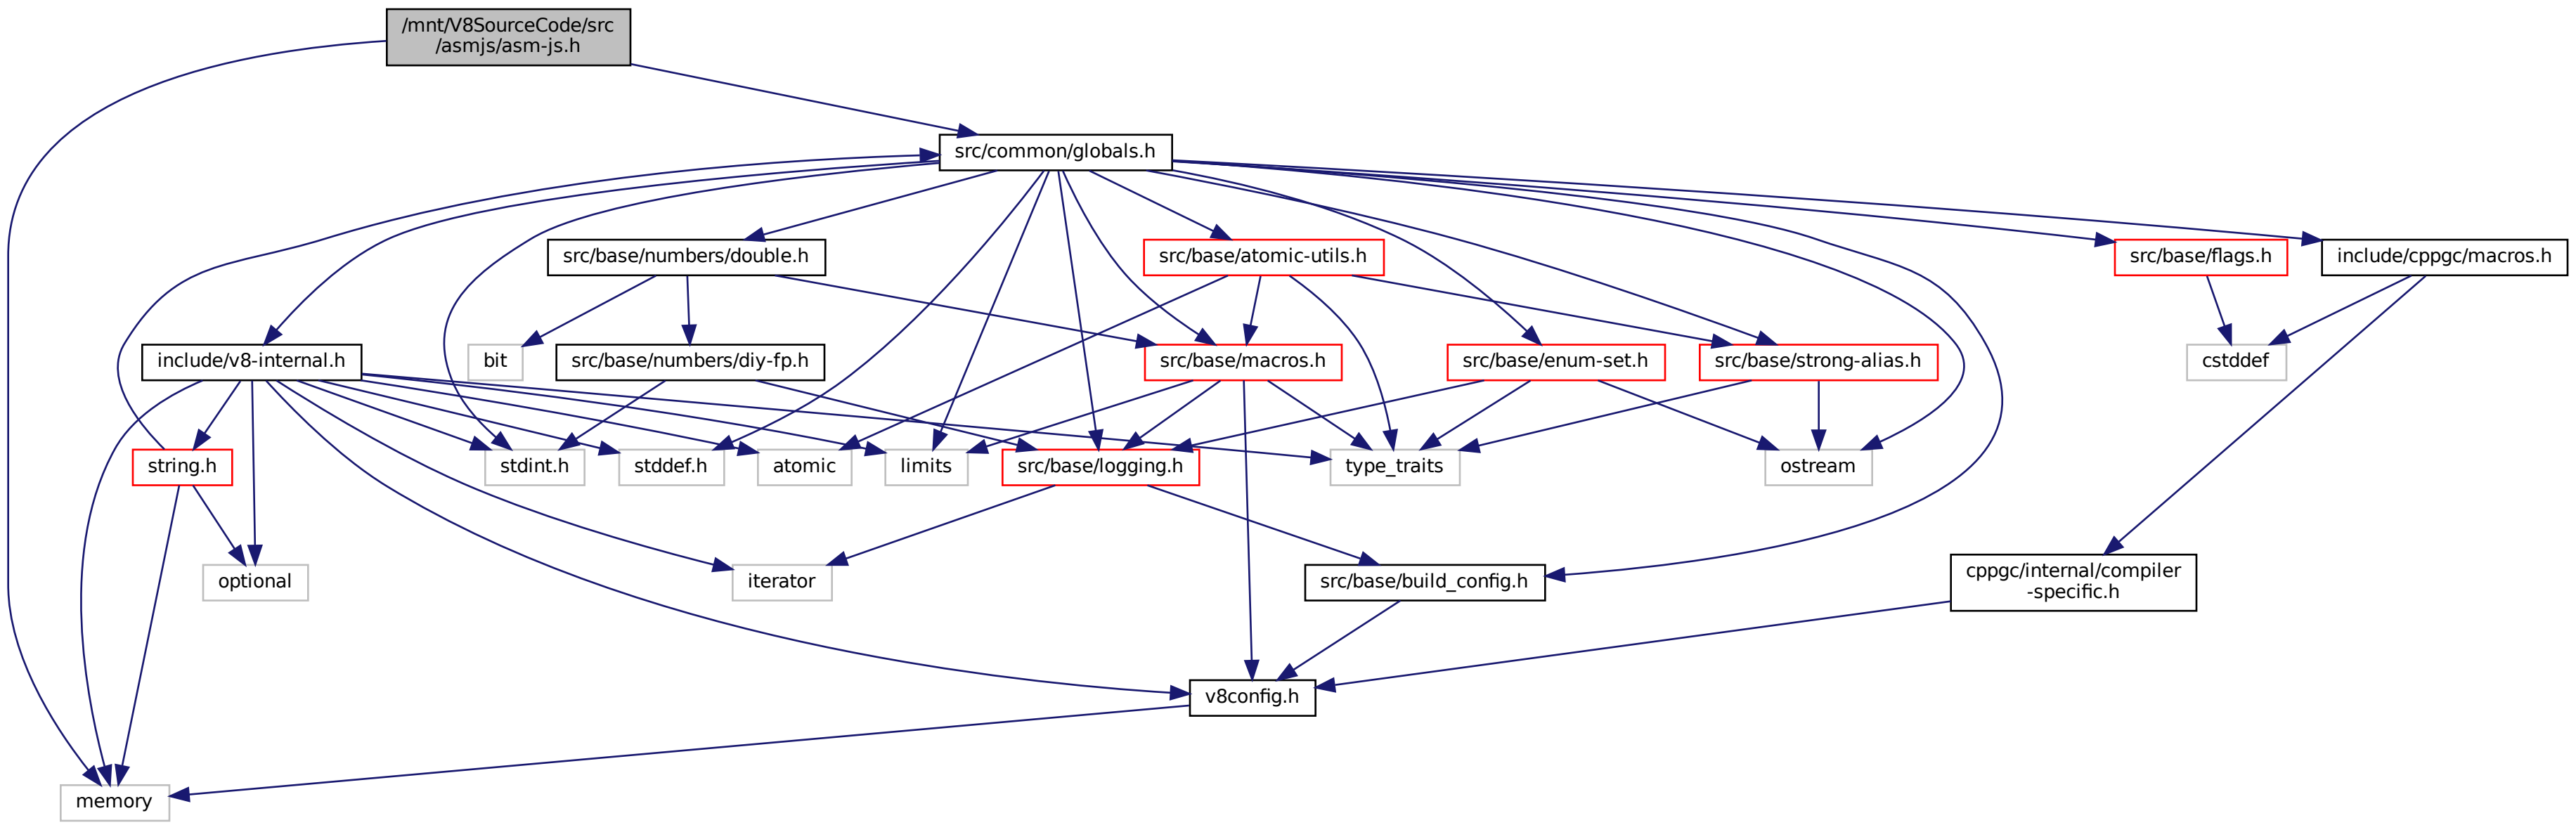 /mnt/V8SourceCode/src
/asmjs/asm-js.h
src/common/globals.h
src/base/numbers/double.h
src/base/atomic-utils.h
src/base/flags.h
include/cppgc/macros.h
include/v8-internal.h
bit
src/base/numbers/diy-fp.h
src/base/macros.h
src/base/enum-set.h
src/base/strong-alias.h
cstddef
string.h
stdint.h
stddef.h
atomic
limits
src/base/logging.h
type_traits
ostream
optional
iterator
src/base/build_config.h
cppgc/internal/compiler
-specific.h
v8config.h
memory